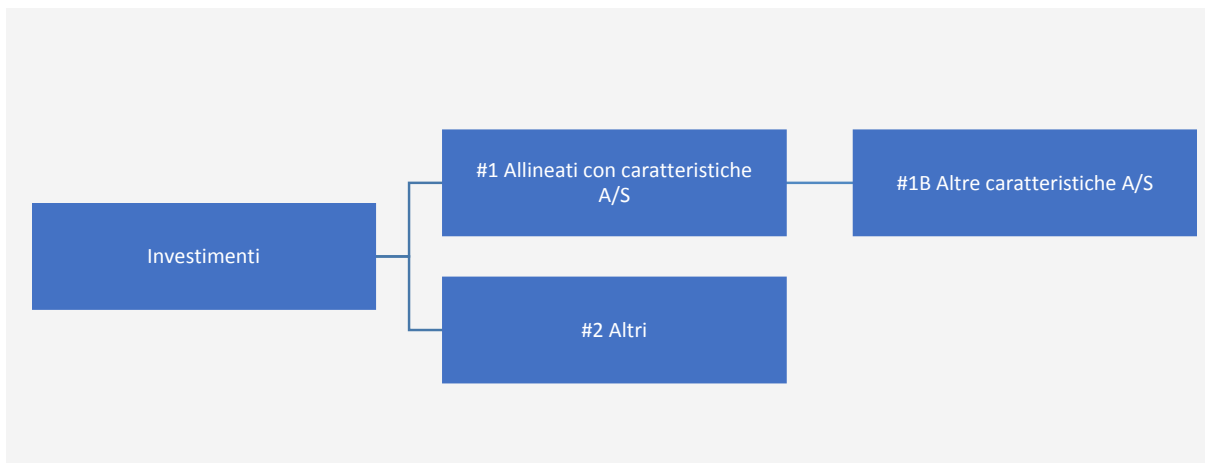 #1 Allineati con caratteristiche
A/S
#1B Altre caratteristiche A/S
Investimenti
#2 Altri